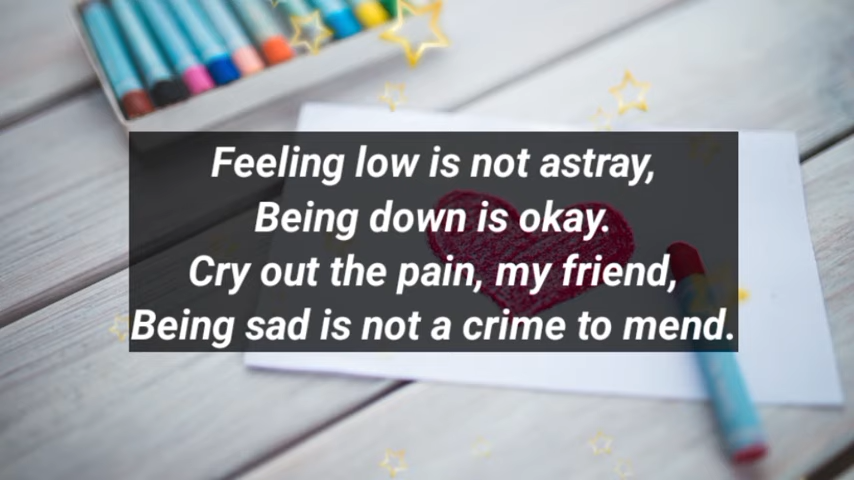 Feeling low is not astray,
Being down is okay.
Cry out the pain, my friend,
Being sad is not a crime to mend.